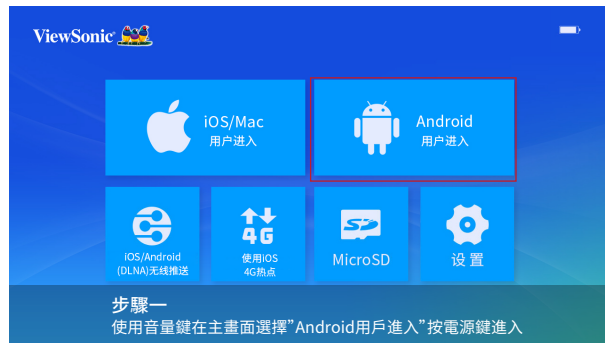 ViewSonic
iOS/Mac
用户进入
Android
用户进入
iOS/Android
(DLNA)无线推送
4G
使用iOS
4G热点
MicroSD
设置
步驟一
使用音量鍵在主畫面選擇”Android用戶進入”按電源鍵進入